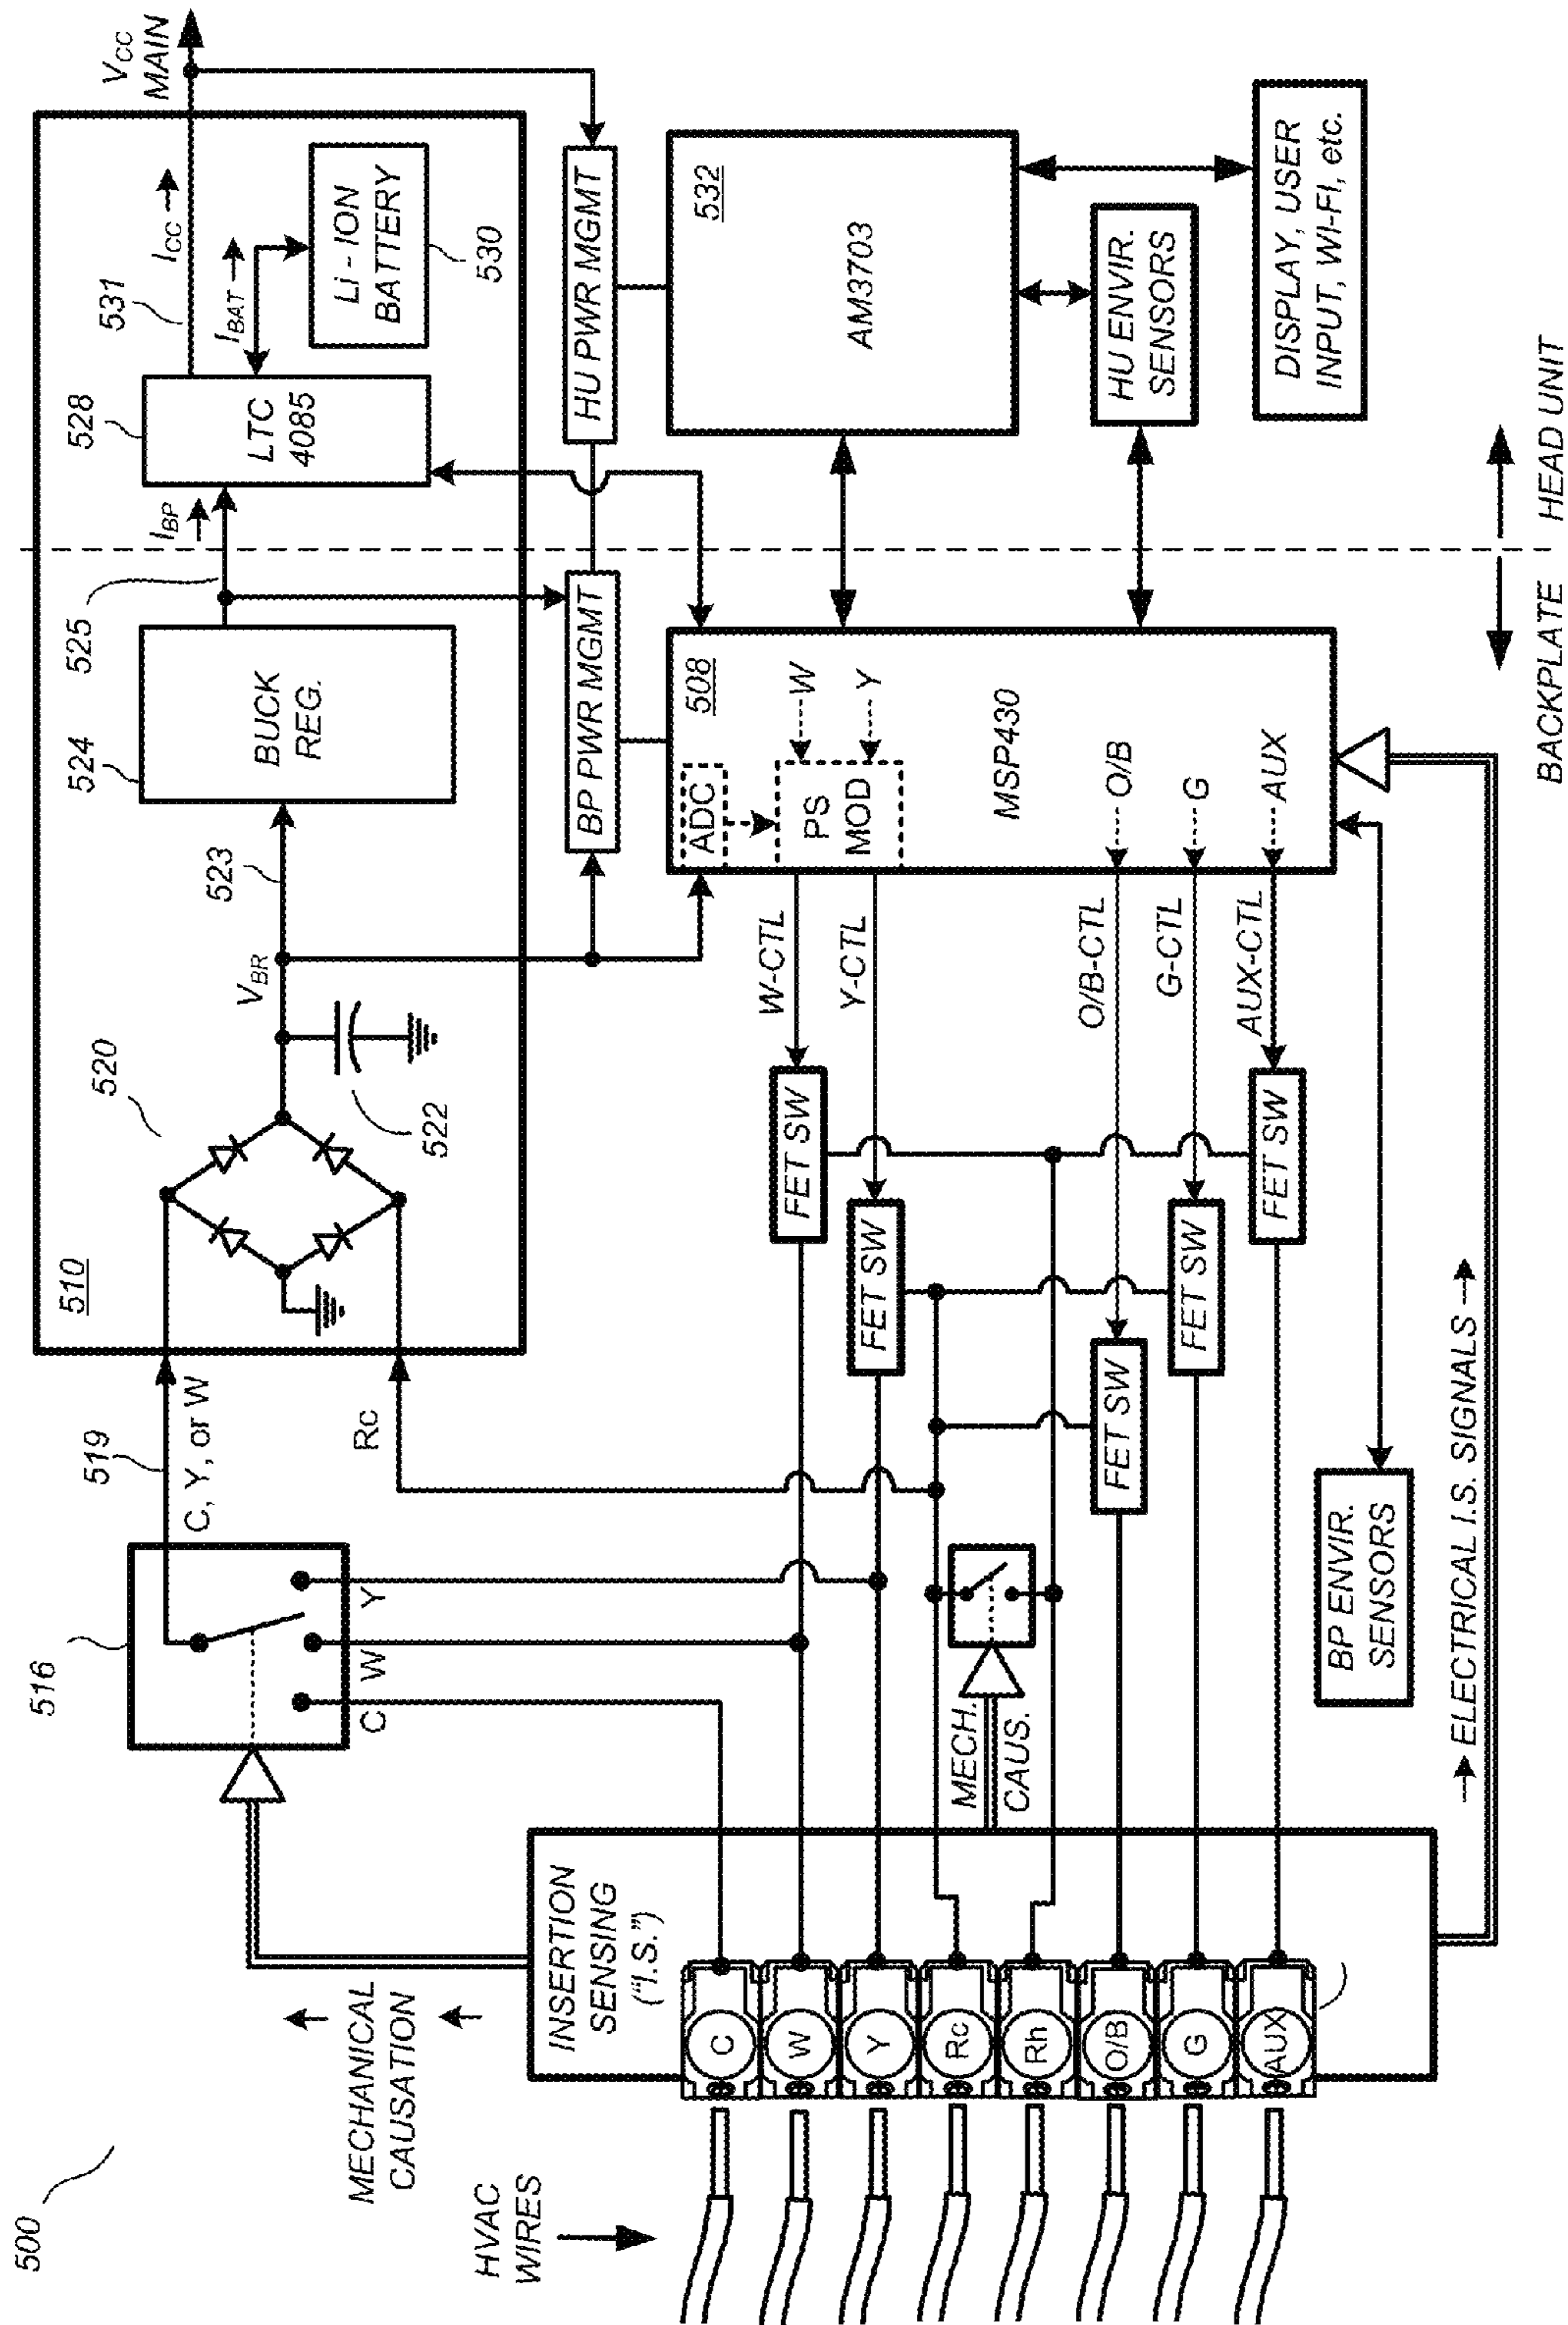 500
HVAC
WIRES
MECHANICAL
CAUSATION
INSERTION
SENSING
("I.S.")
C
W
Y
Rc
Rh
O/B
G
AUX
516
C
W
Y
519
C, Y, or W
Rc
MECH.
CAUS.
510
520
522
VBR
523
524
BUCK
REG.
525
IBP
528
LTC
4085
531
ICC
IBAT
Li - ION
BATTERY
530
VCC
MAIN
FET SW
FET SW
FET SW
FET SW
FET SW
W-CTL
Y-CTL
O/B-CTL
G-CTL
AUX-CTL
BP PWR MGMT
HU PWR MGMT
508
ADC
PS
MOD
W
Y
MSP430
O/B
G
AUX
532
AM3703
HU ENVIR.
SENSORS
DISPLAY, USER
INPUT, WI-FI, etc.
BP ENVIR.
SENSORS
ELECTRICAL I.S. SIGNALS
BACKPLATE
HEAD UNIT